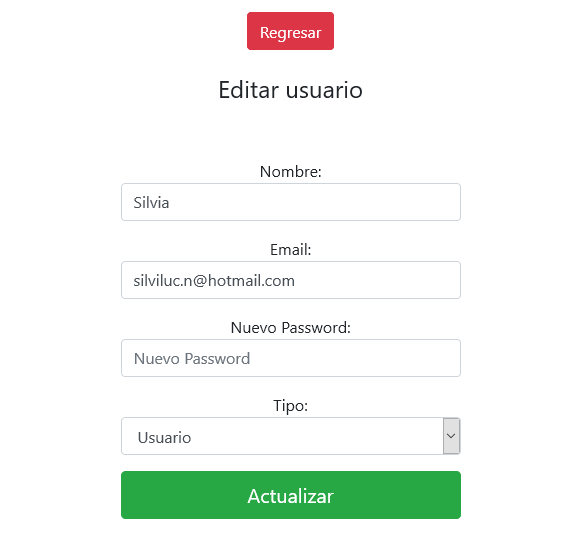 Regresar
Editar usuario
Nombre:
Silvia
Email:
silviluc.n@hotmail.com
Nuevo Password:
Nuevo Password
Tipo:
Usuario
Actualizar